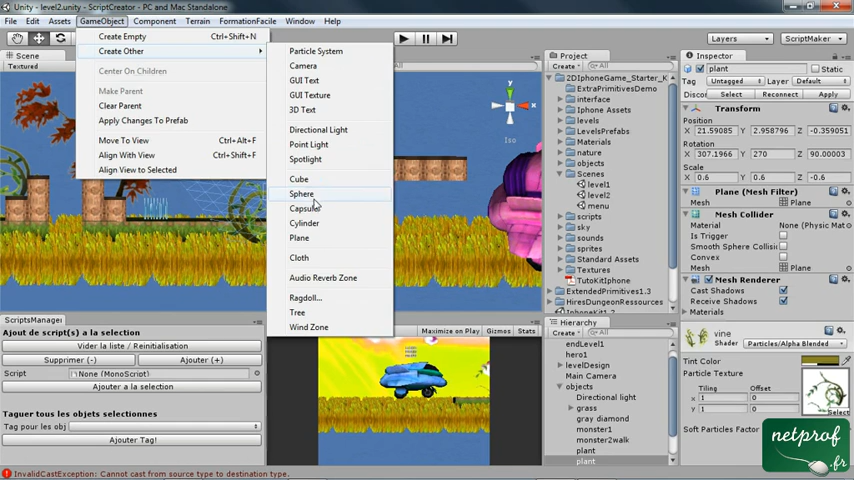 Unity - level2.unity - ScriptCreator - PC and Mac Standalone
File Edit Assets GameObject Component Terrain FormationFacile Window Help
Create Empty Ctrl+Shift+N
Create Other
Center On Children
Make Parent
Clear Parent
Apply Changes To Prefab
Move To View Ctrl+Alt+F
Align With View Ctrl+Shift+F
Align View to Selected
Particle System
Camera
GUI Text
GUI Texture
3D Text
Directional Light
Point Light
Spotlight
Cube
Sphere
Capsule
Cylinder
Plane
Cloth
Audio Reverb Zone
Ragdoll...
Tree
Wind Zone
Layers
ScriptMaker
Scene
Textured
y
x
Iso
ScriptsManager
Ajout de script(s) a la selection
Vider la liste / Reinitialisation
Supprimer (-) Ajouter (+)
Script None (MonoScript)
Ajouter a la selection
Taguer tous les objets selectionnes
Tag pour les obj
Ajouter Tag!
Maximize on Play Gizmos Stats
Project
Create
2DIphoneGame_Starter_K
ExtraPrimitivesDemo
interface
Iphone Assets
levels
LevelsPrefabs
Materials
nature
objects
Scenes
level1
level2
menu
scripts
sky
sounds
sprites
Standard Assets
Textures
TutoKitIphone
ExtendedPrimitives1.3
HiresDungeonRessources
IphoneKit1.2
Hierarchy
Create
endLevel1
hero1
levelDesign
Main Camera
objects
Directional light
grass
gray diamond
monster1
monster2walk
plant
plant
Inspector
plant Static
Tag Untagged Layer Default
Discon Select Revert Apply
Transform
Position
21.59085 2.958796 -0.359051
Rotation
307.1966 270 90.00003
Scale
0.6 0.6 -0.6
Plane (Mesh Filter)
Mesh Plane
Mesh Collider
Material None (Physic Mat
Is Trigger
Smooth Sphere Collisi
Convex
Mesh Plane
Mesh Renderer
Cast Shadows
Receive Shadows
Materials
vine
Shader Particles/Alpha Blended
Tint Color
Particle Texture
Tiling Offset
x 1 0
y 1 0
Select
Soft Particles Factor
netprof
.fr
InvalidCastException: Cannot cast from source type to destination type.